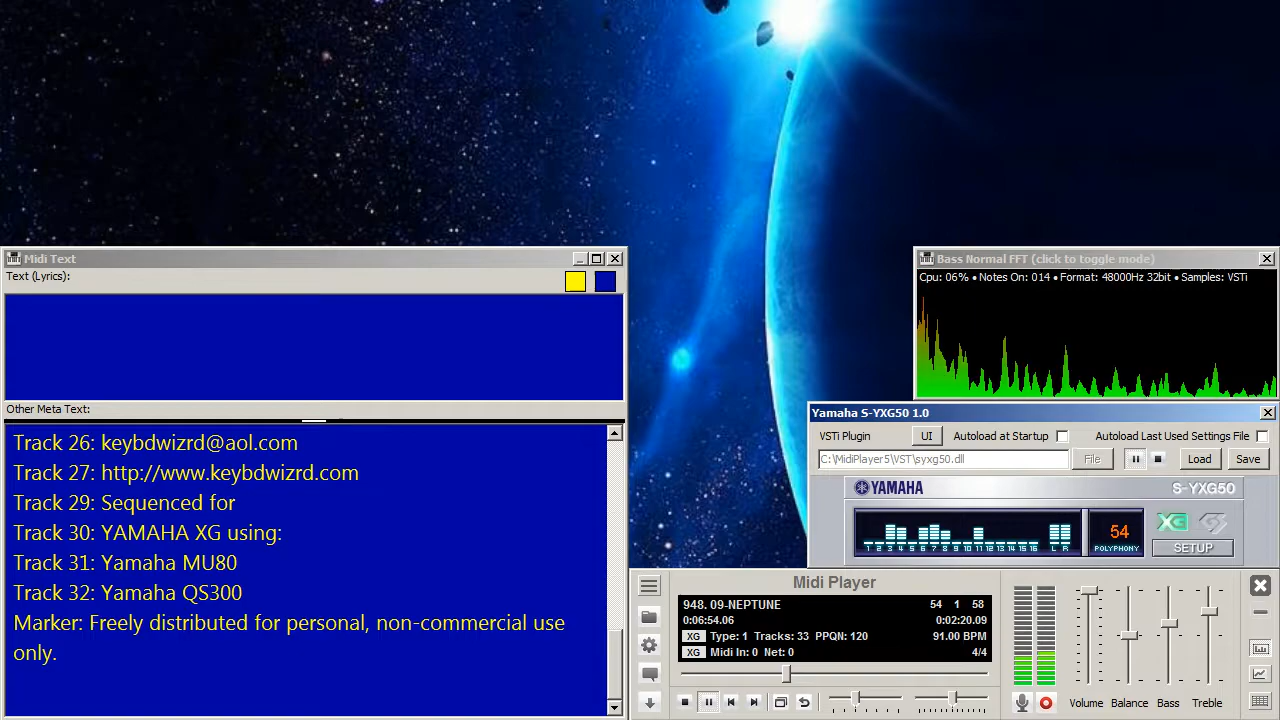 Midi Text
Text (Lyrics):
Other Meta Text:
Track 26: keybdwizrd@aol.com
Track 27: http://www.keybdwizrd.com
Track 29: Sequenced for
Track 30: YAMAHA XG using:
Track 31: Yamaha MU80
Track 32: Yamaha QS300
Marker: Freely distributed for personal, non-commercial use
only.
Bass Normal FFT (click to toggle mode)
Cpu: 06% • Notes On: 014 • Format: 48000Hz 32bit • Samples: VSTi
Yamaha S-YXG50 1.0
VSTi Plugin UI Autoload at Startup Autoload Last Used Settings File
C:\MidiPlayer5\VST\syxg50.dll File Load Save
YAMAHA S-YXG50
54 XG
1 2 3 4 5 6 7 8 9 10 11 12 13 14 15 16 L R POLYPHONY SETUP
Midi Player
948. 09-NEPTUNE 54 1 58
0:06:54.06 0:02:20.09
XG Type: 1 Tracks: 33 PPQN: 120 91.00 BPM
XG Midi In: 0 Net: 0 4/4
Volume Balance Bass Treble